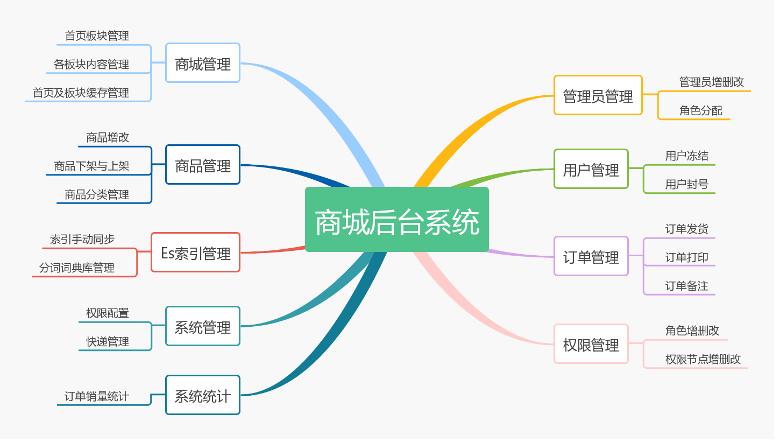 商城后台系统
商城管理
首页板块管理
各板块内容管理
首页及板块缓存管理
商品管理
商品增改
商品下架与上架
商品分类管理
Es索引管理
索引手动同步
分词词典库管理
系统管理
权限配置
快递管理
系统统计
订单销量统计
管理员管理
管理员增删改
角色分配
用户管理
用户冻结
用户封号
订单管理
订单发货
订单打印
订单备注
权限管理
角色增删改
权限节点增删改